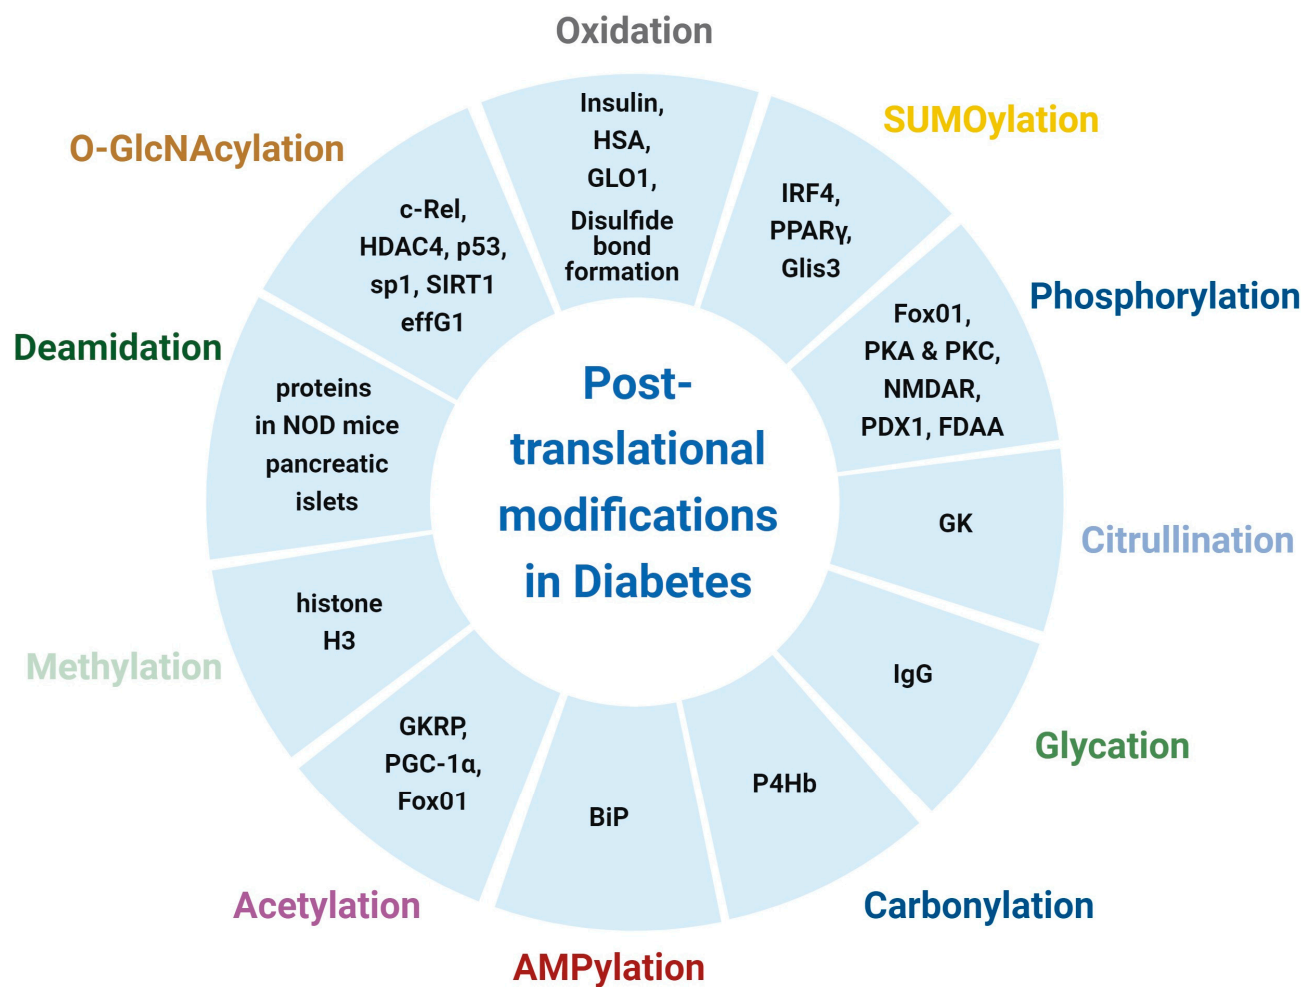 Oxidation
Insulin,
HSA,
GLO1,
Disulfide
bond
formation
SUMOylation
IRF4,
PPARγ,
Glis3
Phosphorylation
Fox01,
PKA & PKC,
NMDAR,
PDX1, FDAA
Citrullination
GK
Glycation
IgG
Carbonylation
P4Hb
AMPylation
BiP
Acetylation
GKRP,
PGC-1α,
Fox01
Methylation
histone
H3
Deamidation
proteins
in NOD mice
pancreatic
islets
O-GlcNAcylation
c-Rel,
HDAC4, p53,
sp1, SIRT1
effG1
Post-
translational
modifications
in Diabetes